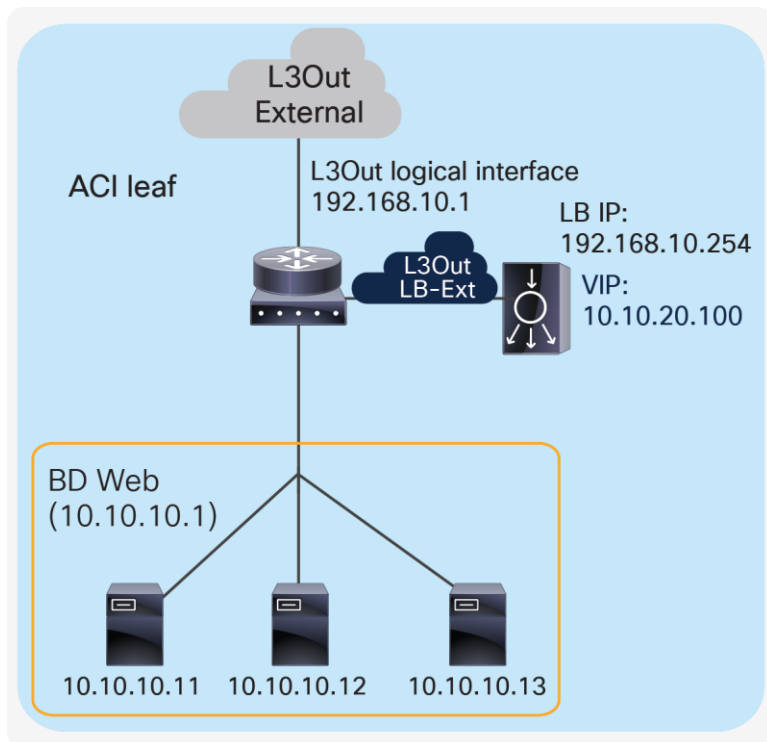 L3Out
External
ACI leaf
L3Out logical interface
192.168.10.1
LB IP:
192.168.10.254
L3Out
LB-Ext
VIP:
10.10.20.100
BD Web
(10.10.10.1)
10.10.10.11
10.10.10.12
10.10.10.13